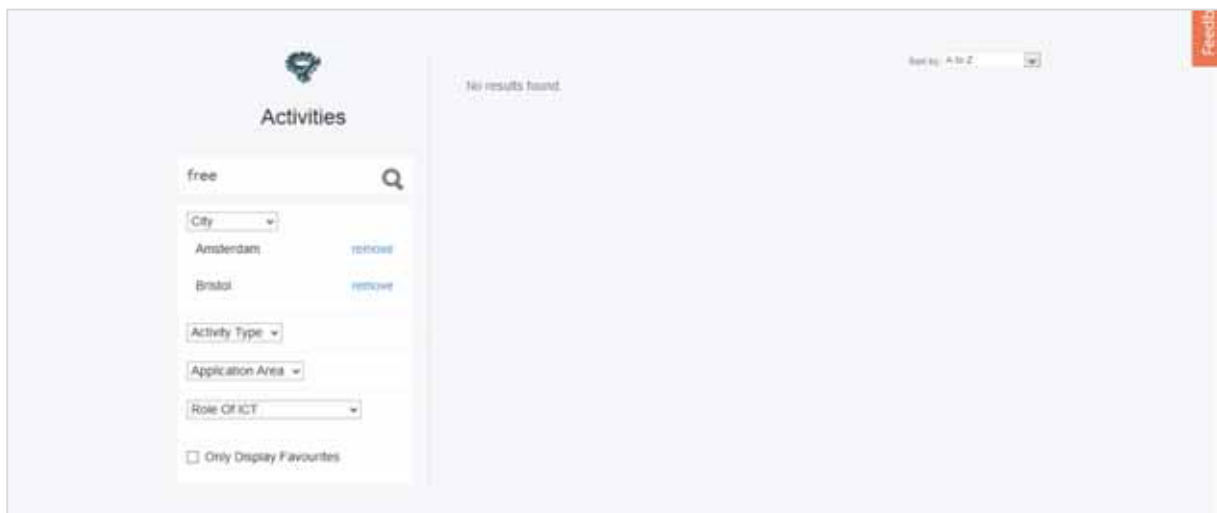 Feedb
Sort by: A to Z
No results found.
Activities
free
City
Amsterdam remove
Bristol remove
Activity Type
Application Area
Role Of ICT
Only Display Favourites